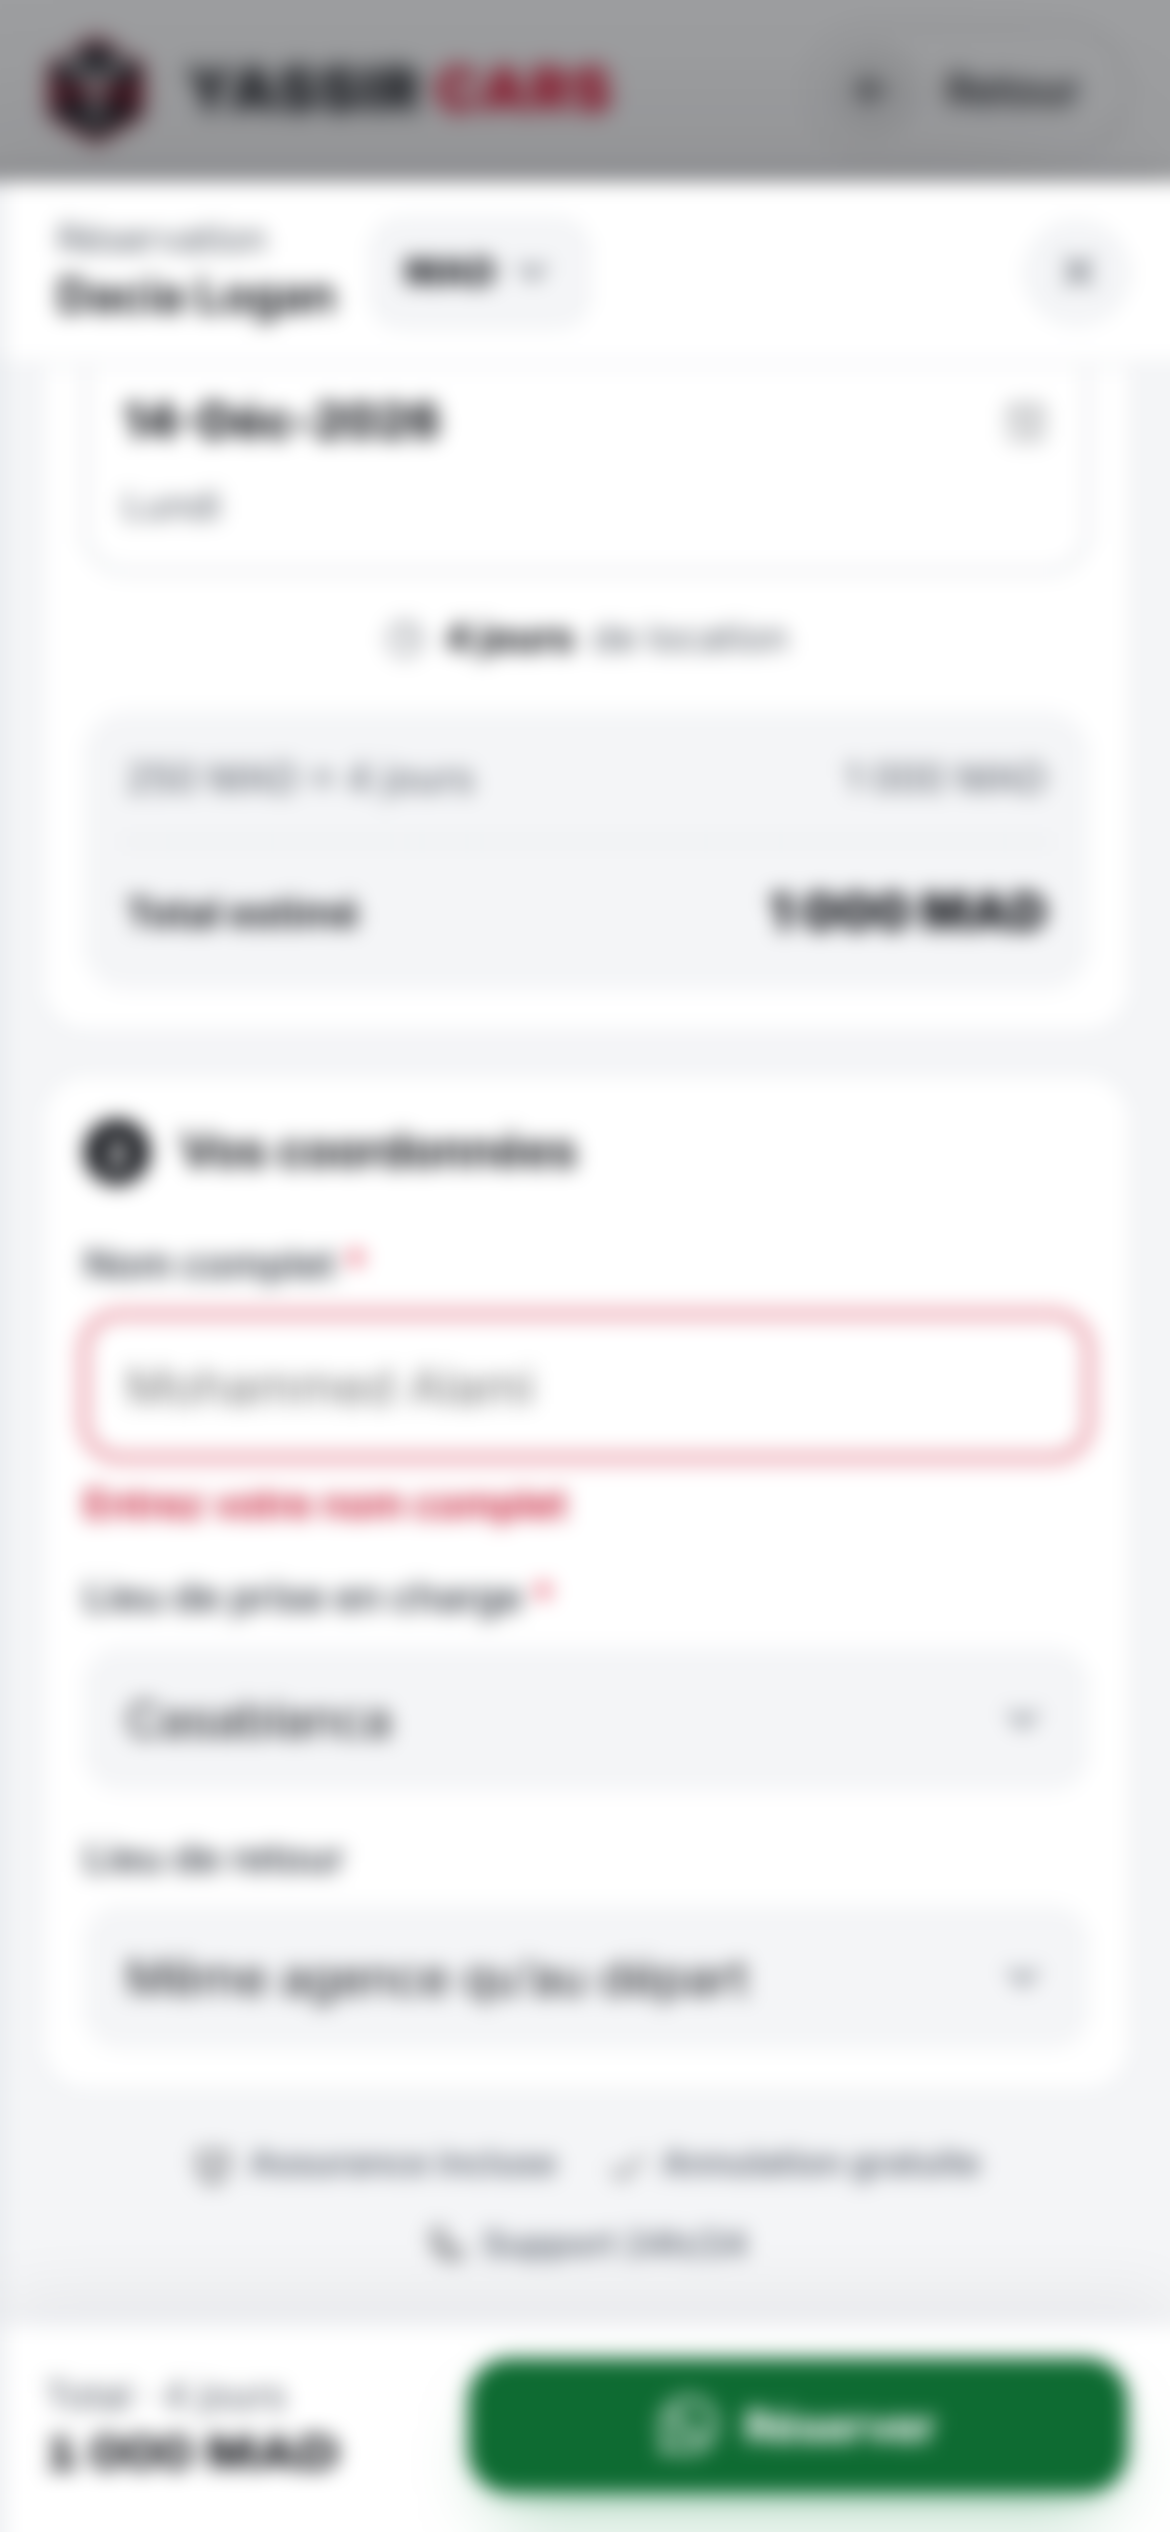 YASSIR CARS
Retour
Réservation
Dacia Logan
MAD
14-Déc-2026
Lundi
4 jours de location
250 MAD × 4 jours
1 000 MAD
Total estimé
1 000 MAD
Vos coordonnées
Nom complet *
Mohammed Alami
Entrez votre nom complet
Lieu de prise en charge *
Casablanca
Lieu de retour
Même agence qu'au départ
Assurance incluse
Annulation gratuite
Support 24h/24
Total · 4 jours
1 000 MAD
Réserver